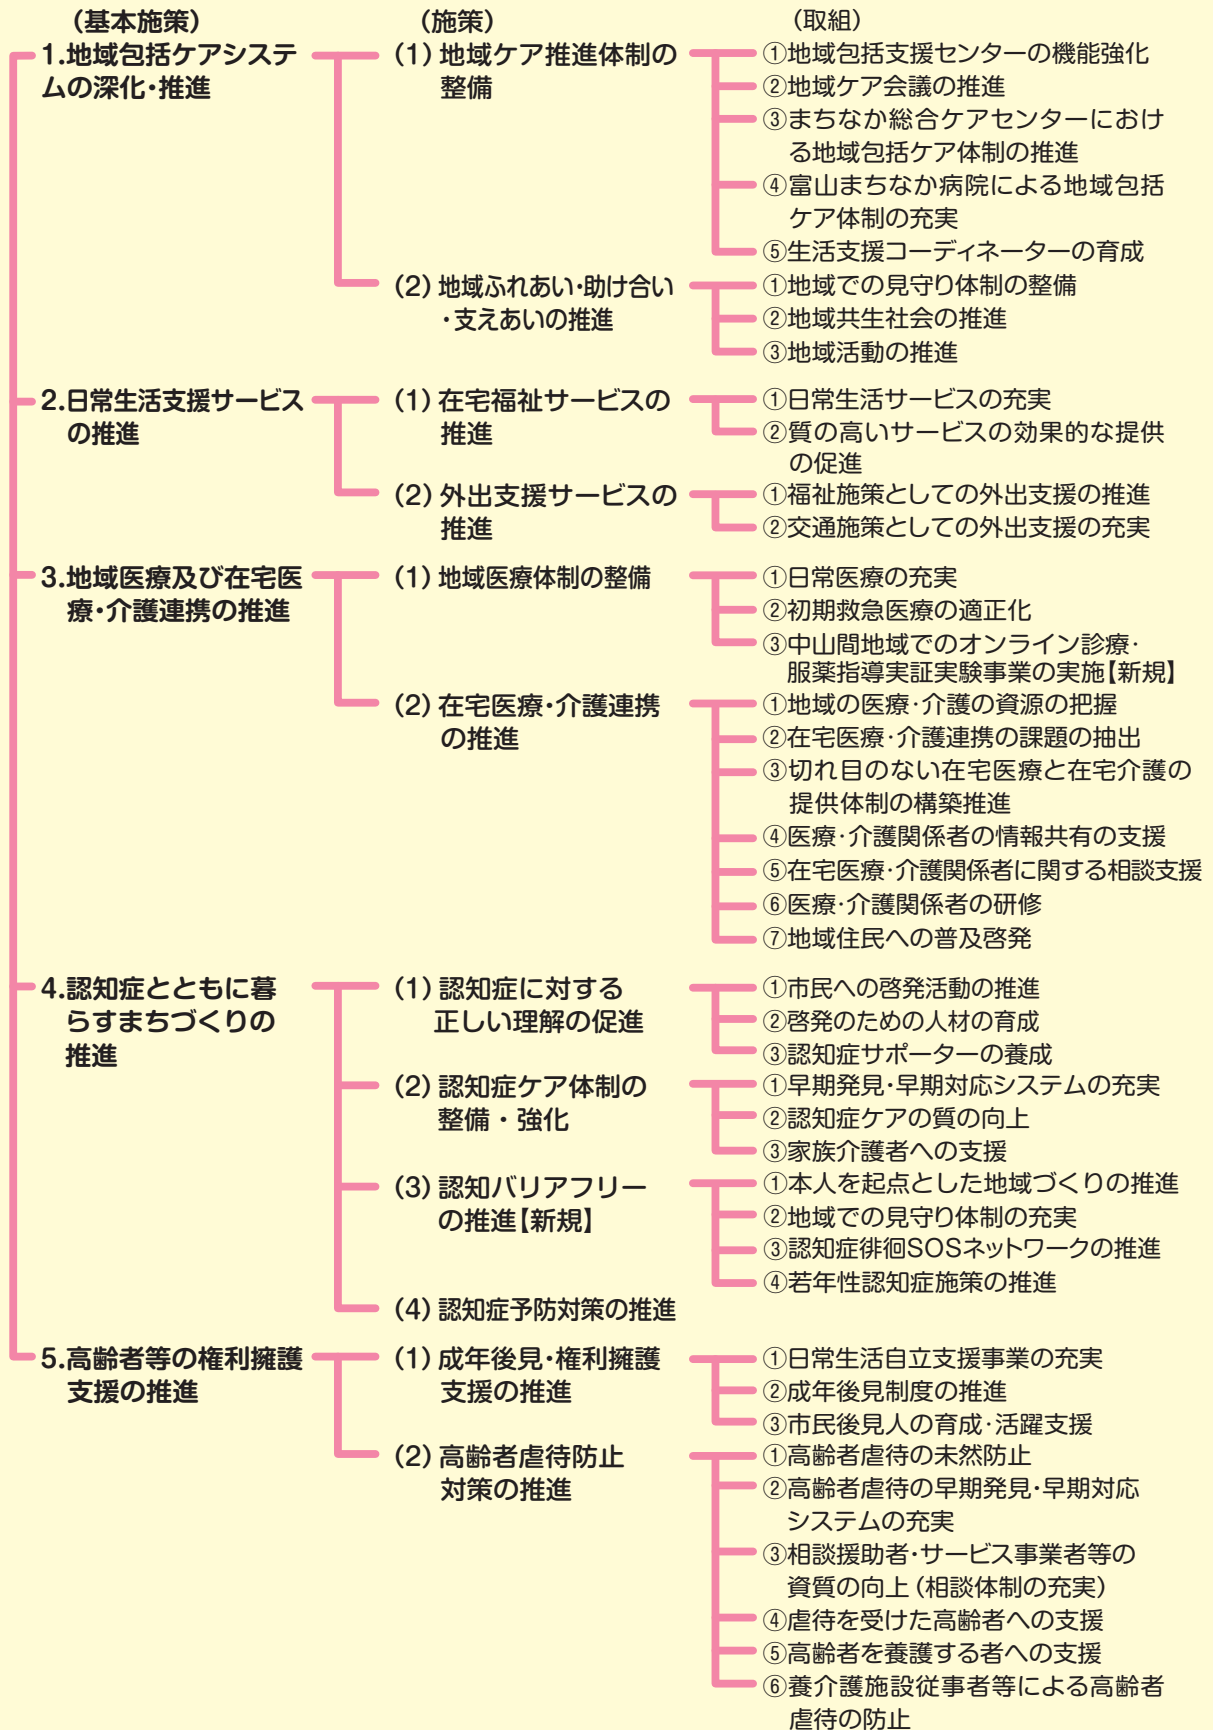 （基本施策）
（施策）
（取組）
1.地域包括ケアシステ
ムの深化・推進
（1）地域ケア推進体制の
整備
①地域包括支援センターの機能強化
②地域ケア会議の推進
③まちなか総合ケアセンターにおけ
る地域包括ケア体制の推進
④富山まちなか病院による地域包括
ケア体制の充実
⑤生活支援コーディネーターの育成
（2）地域ふれあい・助け合い
・支えあいの推進
①地域での見守り体制の整備
②地域共生社会の推進
③地域活動の推進
2.日常生活支援サービス
の推進
（1）在宅福祉サービスの
推進
①日常生活サービスの充実
②質の高いサービスの効果的な提供
の促進
（2）外出支援サービスの
推進
①福祉施策としての外出支援の推進
②交通施策としての外出支援の充実
3.地域医療及び在宅医
療・介護連携の推進
（1）地域医療体制の整備
①日常医療の充実
②初期救急医療の適正化
③中山間地域でのオンライン診療・
服薬指導実証実験事業の実施【新規】
（2）在宅医療・介護連携
の推進
①地域の医療・介護の資源の把握
②在宅医療・介護連携の課題の抽出
③切れ目のない在宅医療と在宅介護の
提供体制の構築推進
④医療・介護関係者の情報共有の支援
⑤在宅医療・介護関係者に関する相談支援
⑥医療・介護関係者の研修
⑦地域住民への普及啓発
4.認知症とともに暮
らすまちづくりの
推進
（1）認知症に対する
正しい理解の促進
①市民への啓発活動の推進
②啓発のための人材の育成
③認知症サポーターの養成
（2）認知症ケア体制の
整備・強化
①早期発見・早期対応システムの充実
②認知症ケアの質の向上
③家族介護者への支援
（3）認知バリアフリー
の推進【新規】
①本人を起点とした地域づくりの推進
②地域での見守り体制の充実
③認知症徘徊SOSネットワークの推進
④若年性認知症施策の推進
（4）認知症予防対策の推進
5.高齢者等の権利擁護
支援の推進
（1）成年後見・権利擁護
支援の推進
①日常生活自立支援事業の充実
②成年後見制度の推進
③市民後見人の育成・活躍支援
（2）高齢者虐待防止
対策の推進
①高齢者虐待の未然防止
②高齢者虐待の早期発見・早期対応
システムの充実
③相談援助者・サービス事業者等の
資質の向上（相談体制の充実）
④虐待を受けた高齢者への支援
⑤高齢者を養護する者への支援
⑥養介護施設従事者等による高齢者
虐待の防止